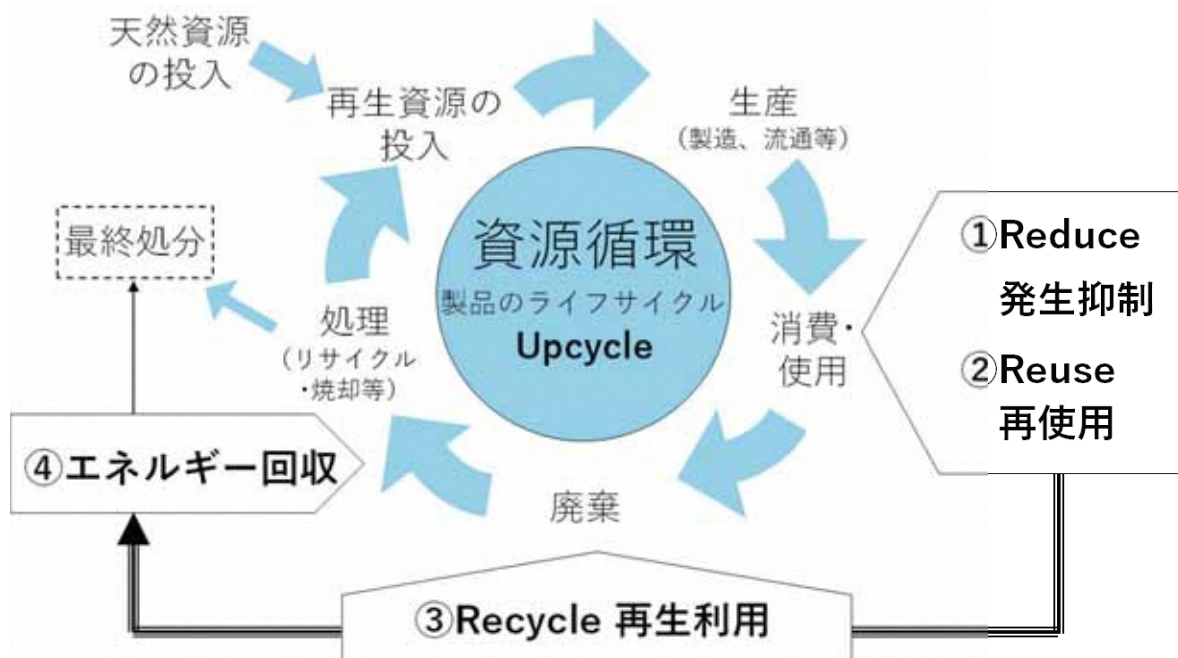 天然資源
の投入
再生資源の
投入
生産
（製造、流通等）
資源循環
製品のライフサイクル
Upcycle
①Reduce
発生抑制
②Reuse
再使用
消費・
使用
最終処分
処理
（リサイクル
・焼却等）
④エネルギー回収
廃棄
③Recycle 再生利用